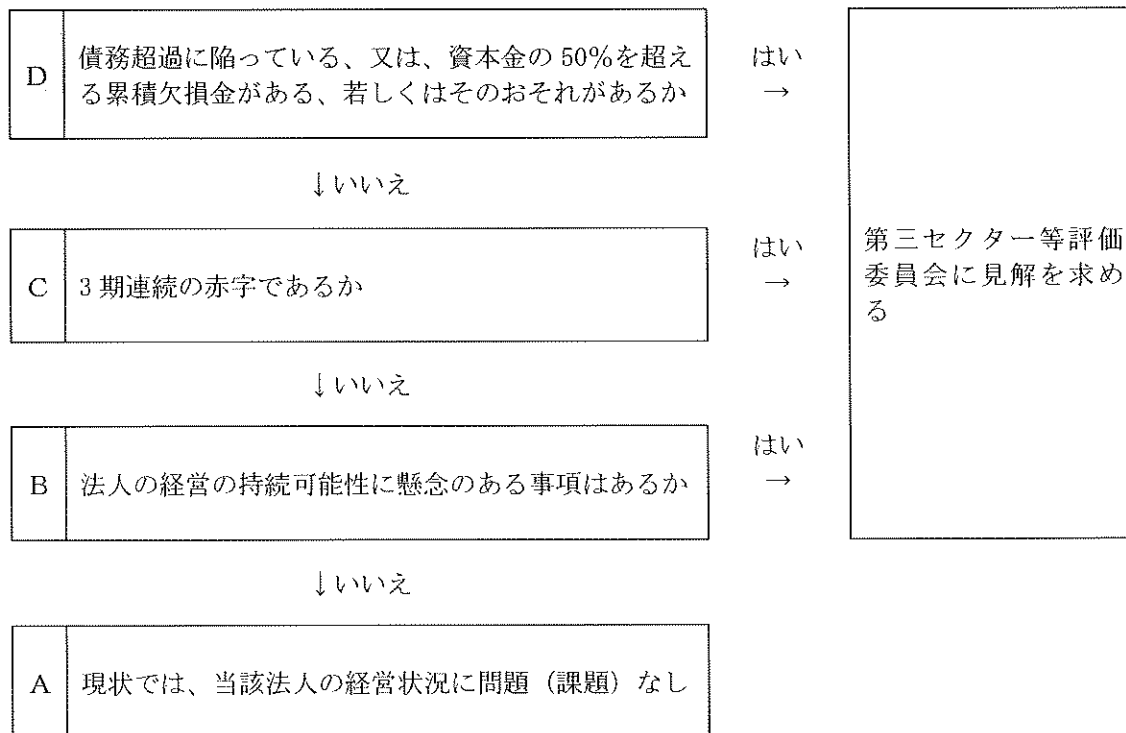 D
債務超過に陥っている、又は、資本金の 50％を超え
る累積欠損金がある、若しくはそのおそれがあるか
はい
→
↓いいえ
C
3 期連続の赤字であるか
はい
→
第三セクター等評価
委員会に見解を求め
る
↓いいえ
B
法人の経営の持続可能性に懸念のある事項はあるか
はい
→
↓いいえ
A
現状では、当該法人の経営状況に問題（課題）なし